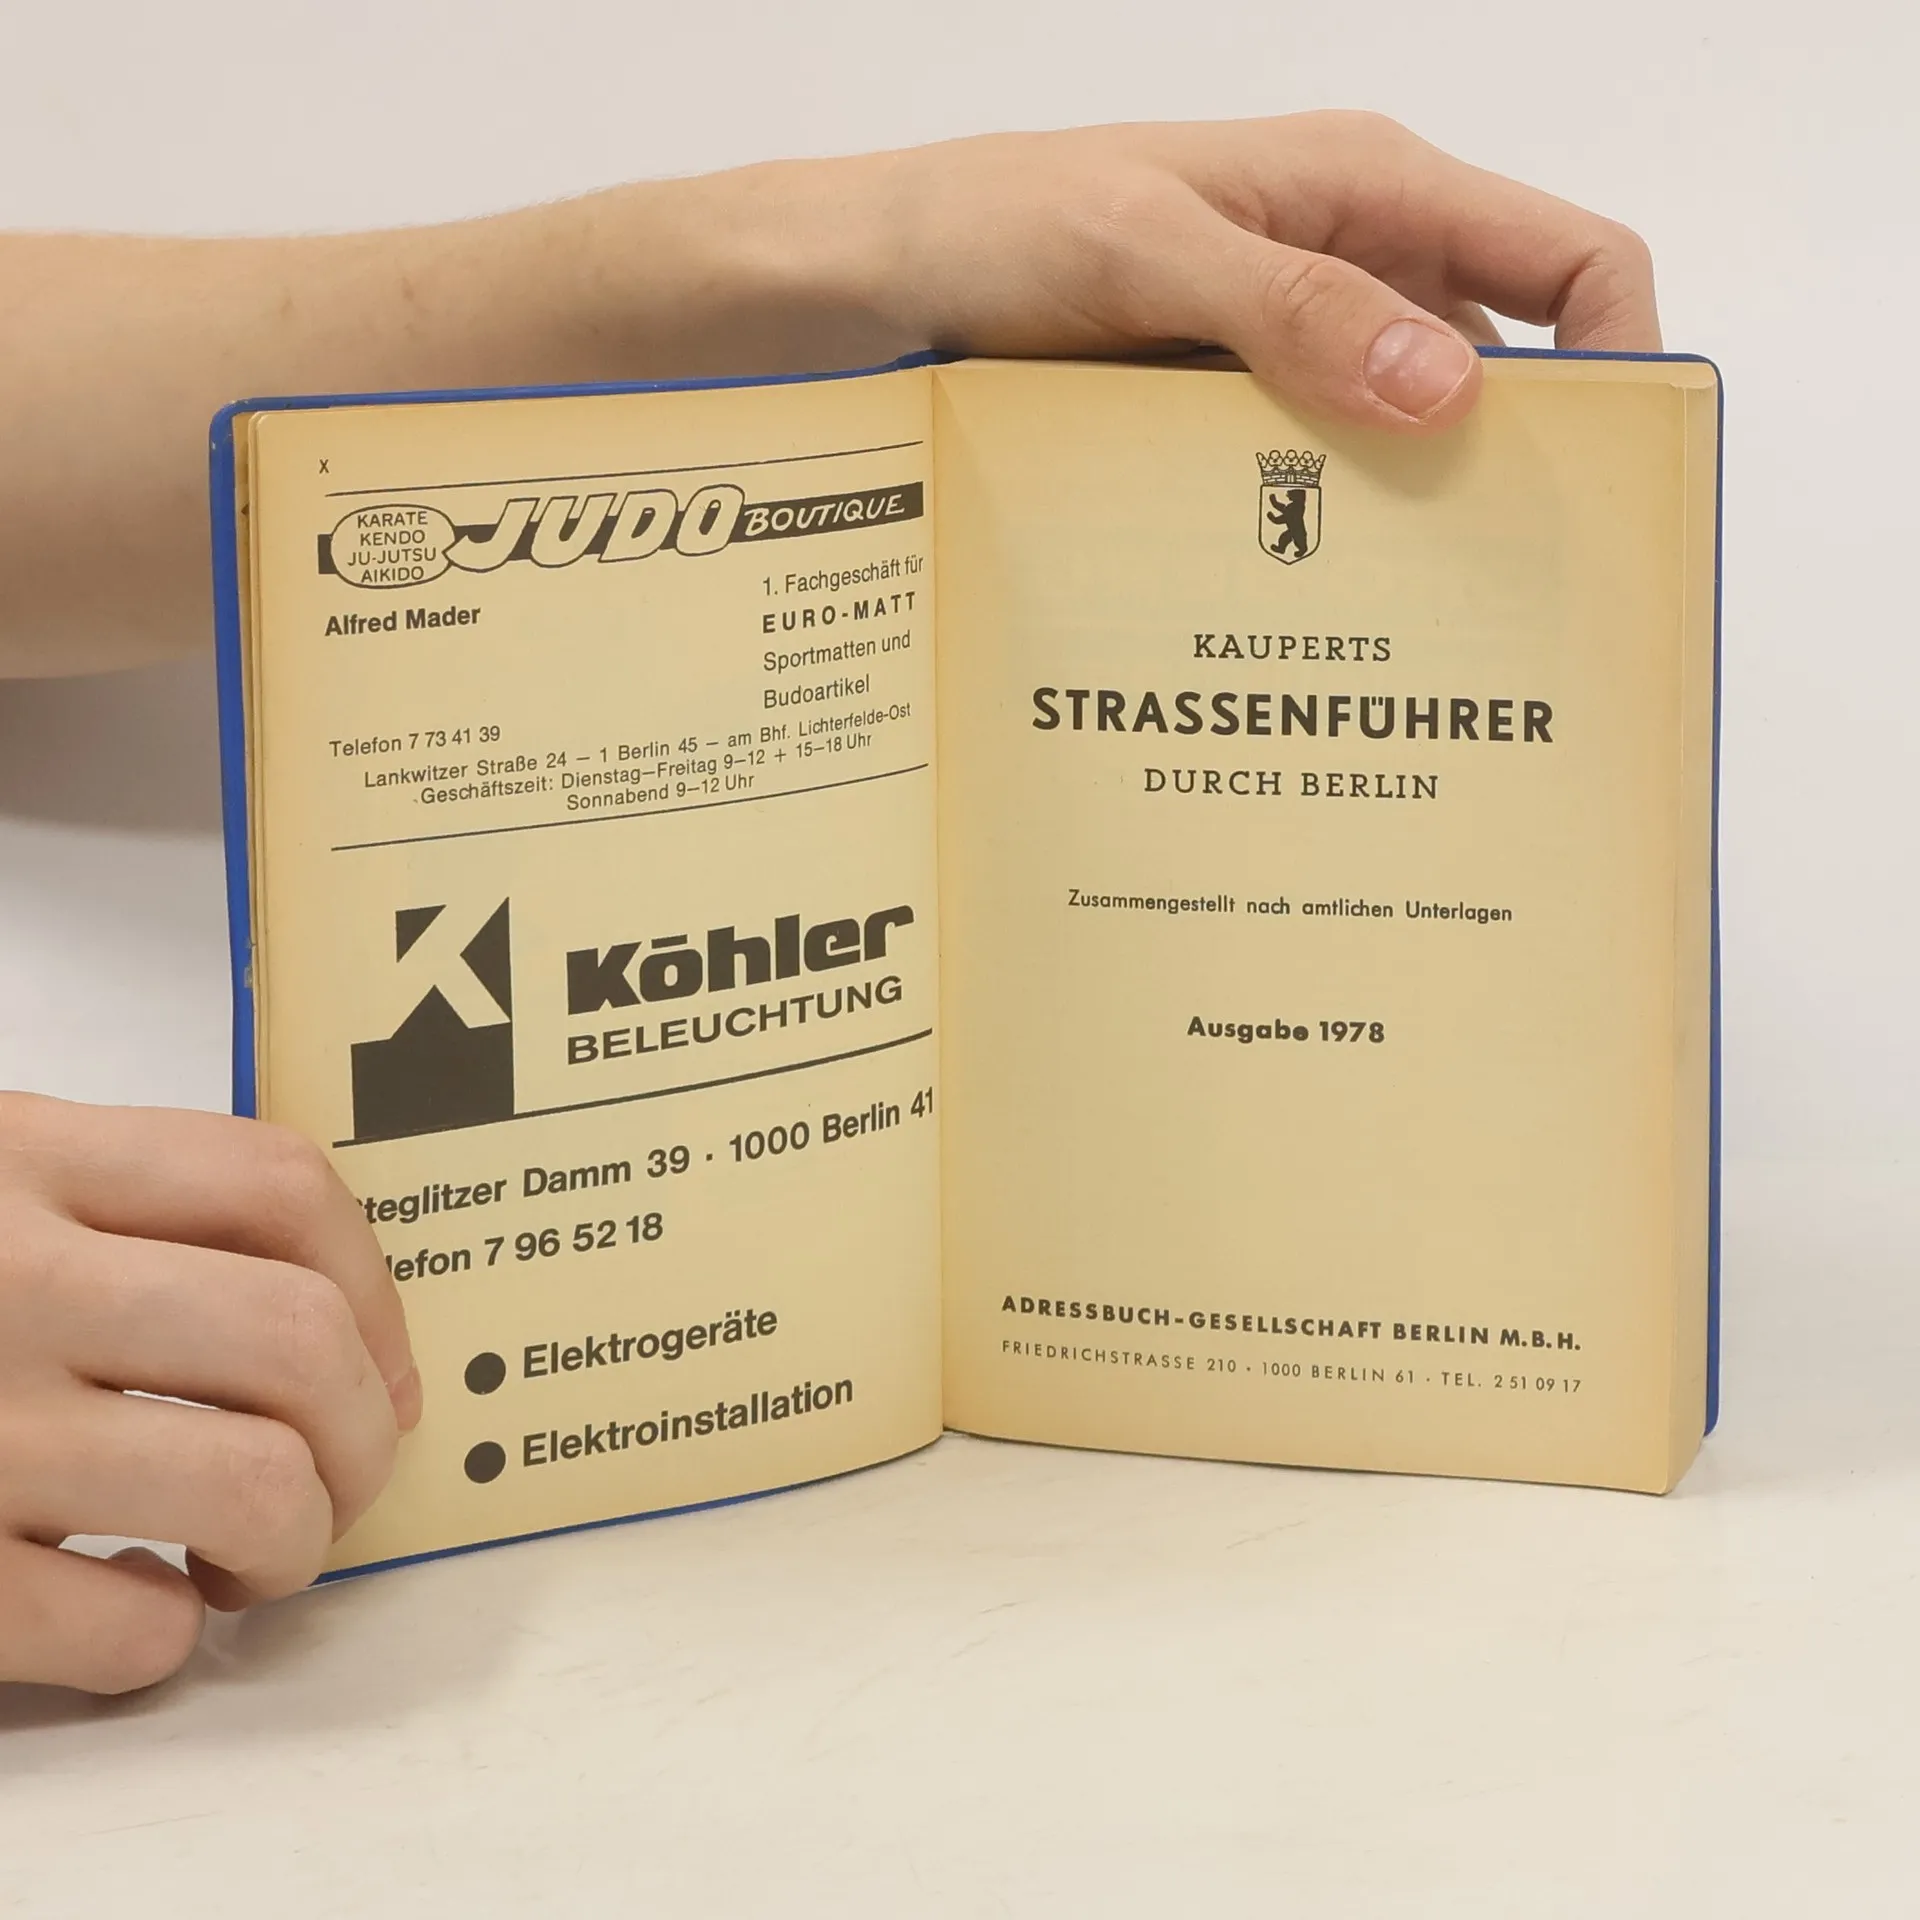 X
KARATE
KENDO
JU-JUTSU
AIKIDO
JUDO BOUTIQUE
Alfred Mader
1. Fachgeschäft für
EURO-MATT
Sportmatten und
Budoartikel
Telefon 7 73 41 39
Lankwitzer Straße 24 – 1 Berlin 45 – am Bhf. Lichterfelde-Ost
Geschäftszeit: Dienstag–Freitag 9–12 + 15–18 Uhr
Sonnabend 9–12 Uhr
K
Köhler
BELEUCHTUNG
teglitzer Damm 39 · 1000 Berlin 41
lefon 7 96 52 18
● Elektrogeräte
● Elektroinstallation
KAUPERTS
STRASSENFÜHRER
DURCH BERLIN
Zusammengestellt nach amtlichen Unterlagen
Ausgabe 1978
ADRESSBUCH-GESELLSCHAFT BERLIN M.B.H.
FRIEDRICHSTRASSE 210 · 1000 BERLIN 61 · TEL. 2 51 09 17